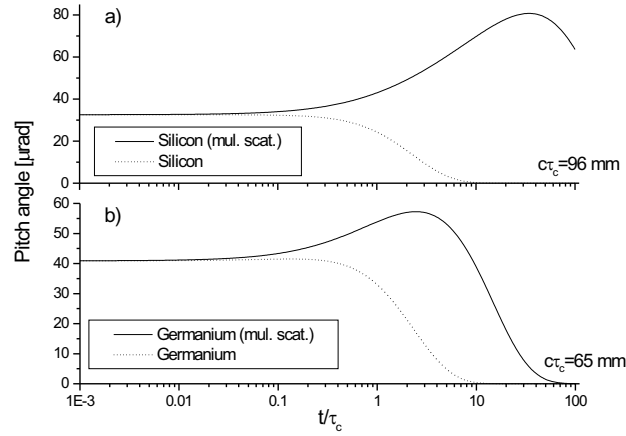 a)
80
60
40
20
0
Silicon (mul. scat.)
Silicon
cτc=96 mm
Pitch angle [μrad]
b)
60
50
40
30
20
10
0
Germanium (mul. scat.)
Germanium
cτc=65 mm
1E-3 0.01 0.1 1 10 100
t/τc